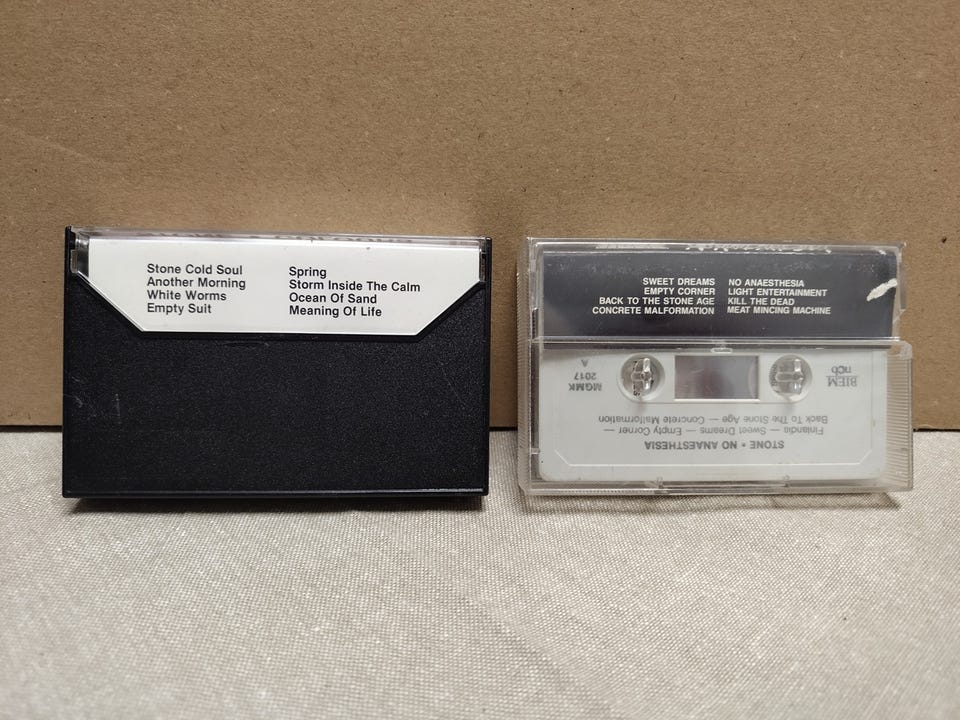 Stone Cold Soul
Another Morning
White Worms
Empty Suit
Spring
Storm Inside The Calm
Ocean Of Sand
Meaning Of Life
SWEET DREAMS
EMPTY CORNER
BACK TO THE STONE AGE
CONCRETE MALFORMATION
NO ANAESTHESIA
LIGHT ENTERTAINMENT
KILL THE DEAD
MEAT MINCING MACHINE
STONE • NO ANAESTHESIA
Finlandia — Sweet Dreams — Empty Corner —
Back To The Stone Age — Concrete Malformation
BIEM
ncb
MGMK
2017
A